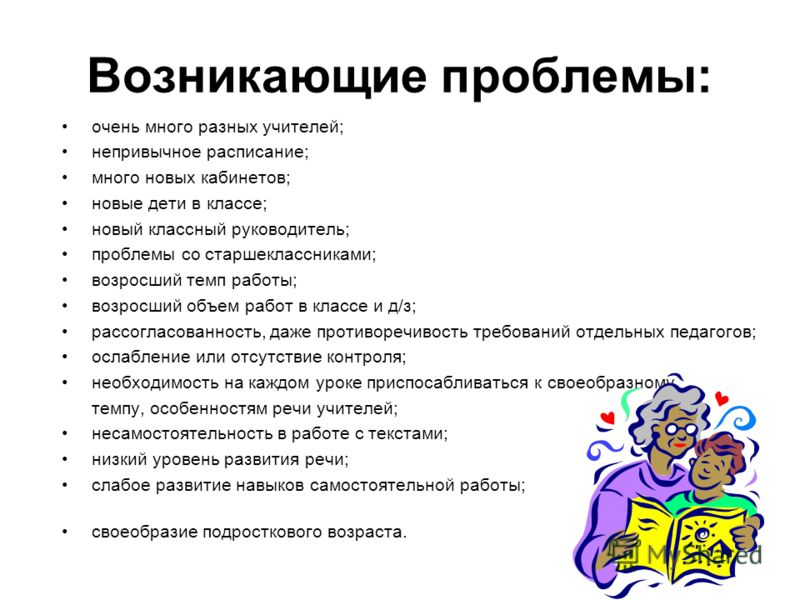 Возникающие проблемы:
• очень много разных учителей;
• непривычное расписание;
• много новых кабинетов;
• новые дети в классе;
• новый классный руководитель;
• проблемы со старшеклассниками;
• возросший темп работы;
• возросший объем работ в классе и д/з;
• рассогласованность, даже противоречивость требований отдельных педагогов;
• ослабление или отсутствие контроля;
• необходимость на каждом уроке приспосабливаться к своеобразному
темпу, особенностям речи учителей;
• несамостоятельность в работе с текстами;
• низкий уровень развития речи;
• слабое развитие навыков самостоятельной работы;
• своеобразие подросткового возраста.
MyShared